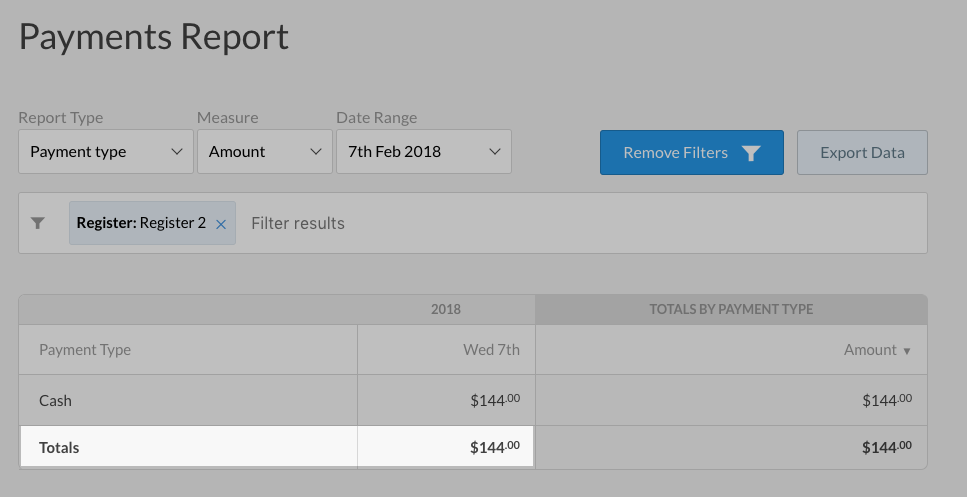 Payments Report
Report Type Measure Date Range
Payment type Amount 7th Feb 2018 Remove Filters Export Data
Register: Register 2 × Filter results
2018 TOTALS BY PAYMENT TYPE
Payment Type Wed 7th Amount ▼
Cash $144.00 $144.00
Totals $144.00 $144.00